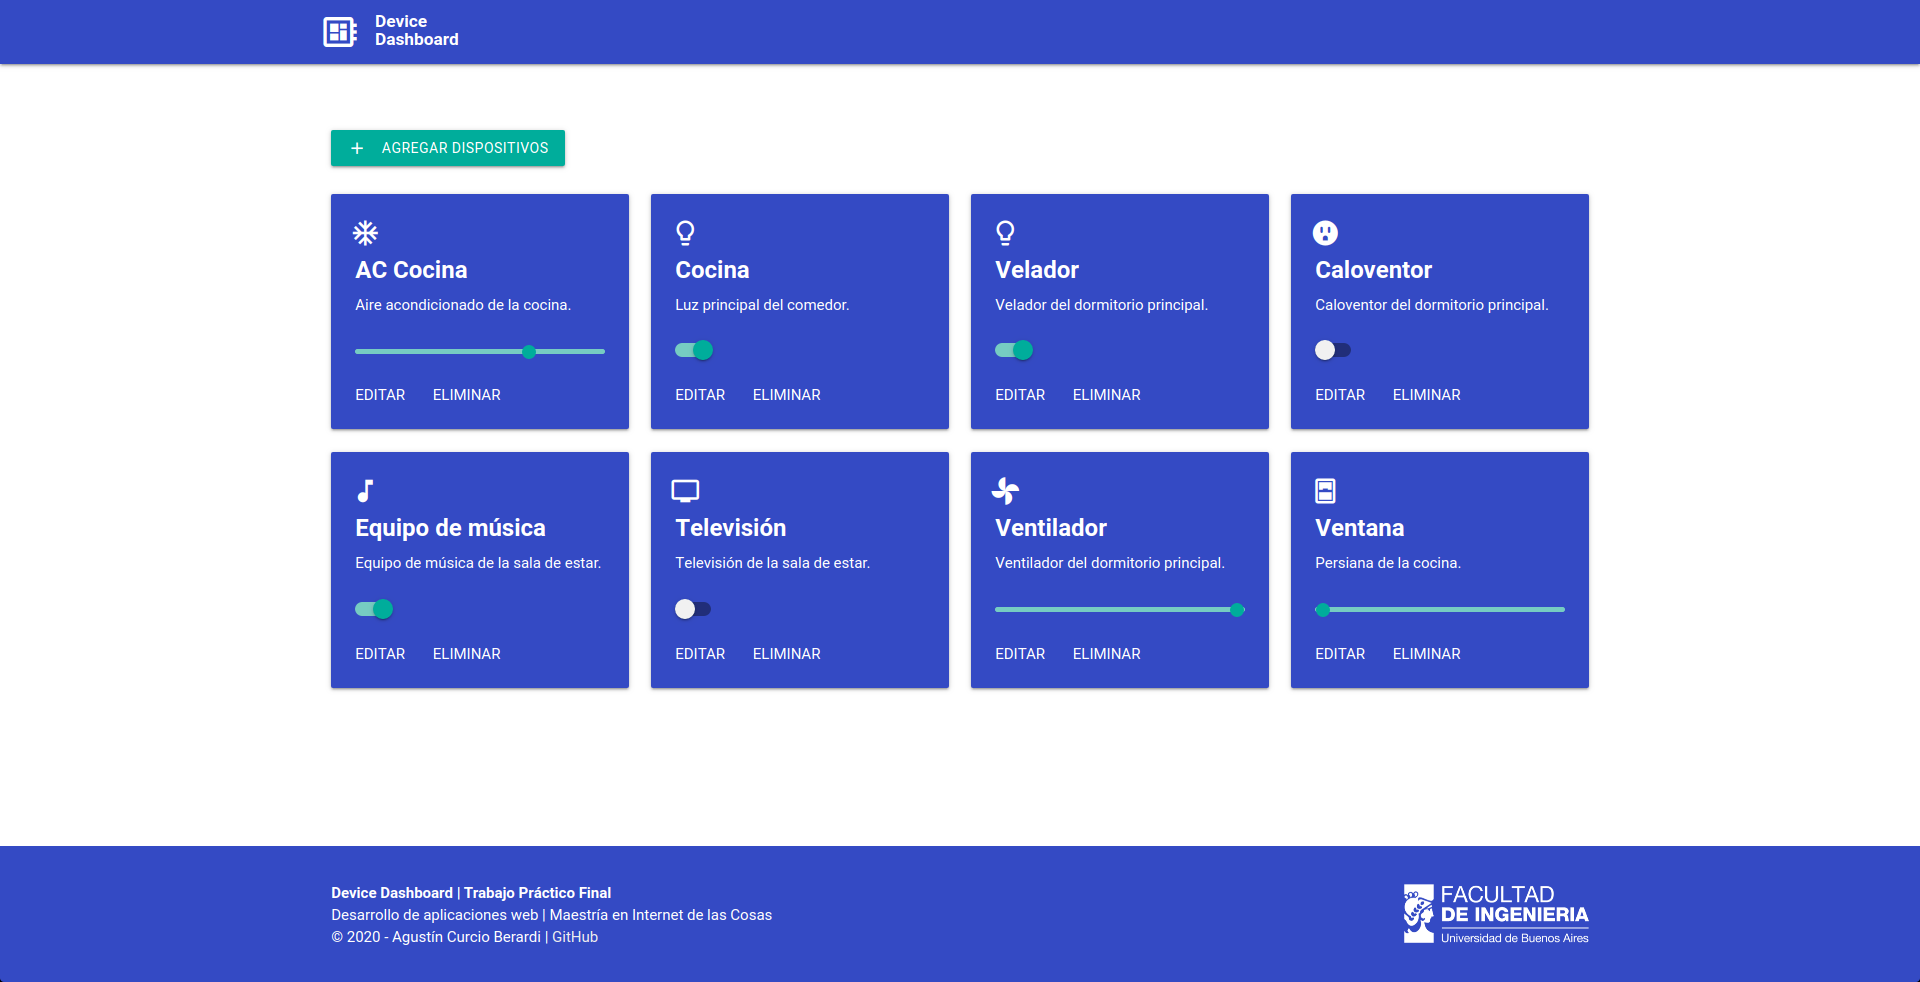 Device
Dashboard
AGREGAR DISPOSITIVOS
AC Cocina
Aire acondicionado de la cocina.
EDITAR ELIMINAR
Cocina
Luz principal del comedor.
EDITAR ELIMINAR
Velador
Velador del dormitorio principal.
EDITAR ELIMINAR
Caloventor
Caloventor del dormitorio principal.
EDITAR ELIMINAR
Equipo de música
Equipo de música de la sala de estar.
EDITAR ELIMINAR
Televisión
Televisión de la sala de estar.
EDITAR ELIMINAR
Ventilador
Ventilador del dormitorio principal.
EDITAR ELIMINAR
Ventana
Persiana de la cocina.
EDITAR ELIMINAR
Device Dashboard | Trabajo Práctico Final
Desarrollo de aplicaciones web | Maestría en Internet de las Cosas
© 2020 - Agustín Curcio Berardi | GitHub
FACULTAD
DE INGENIERIA
Universidad de Buenos Aires